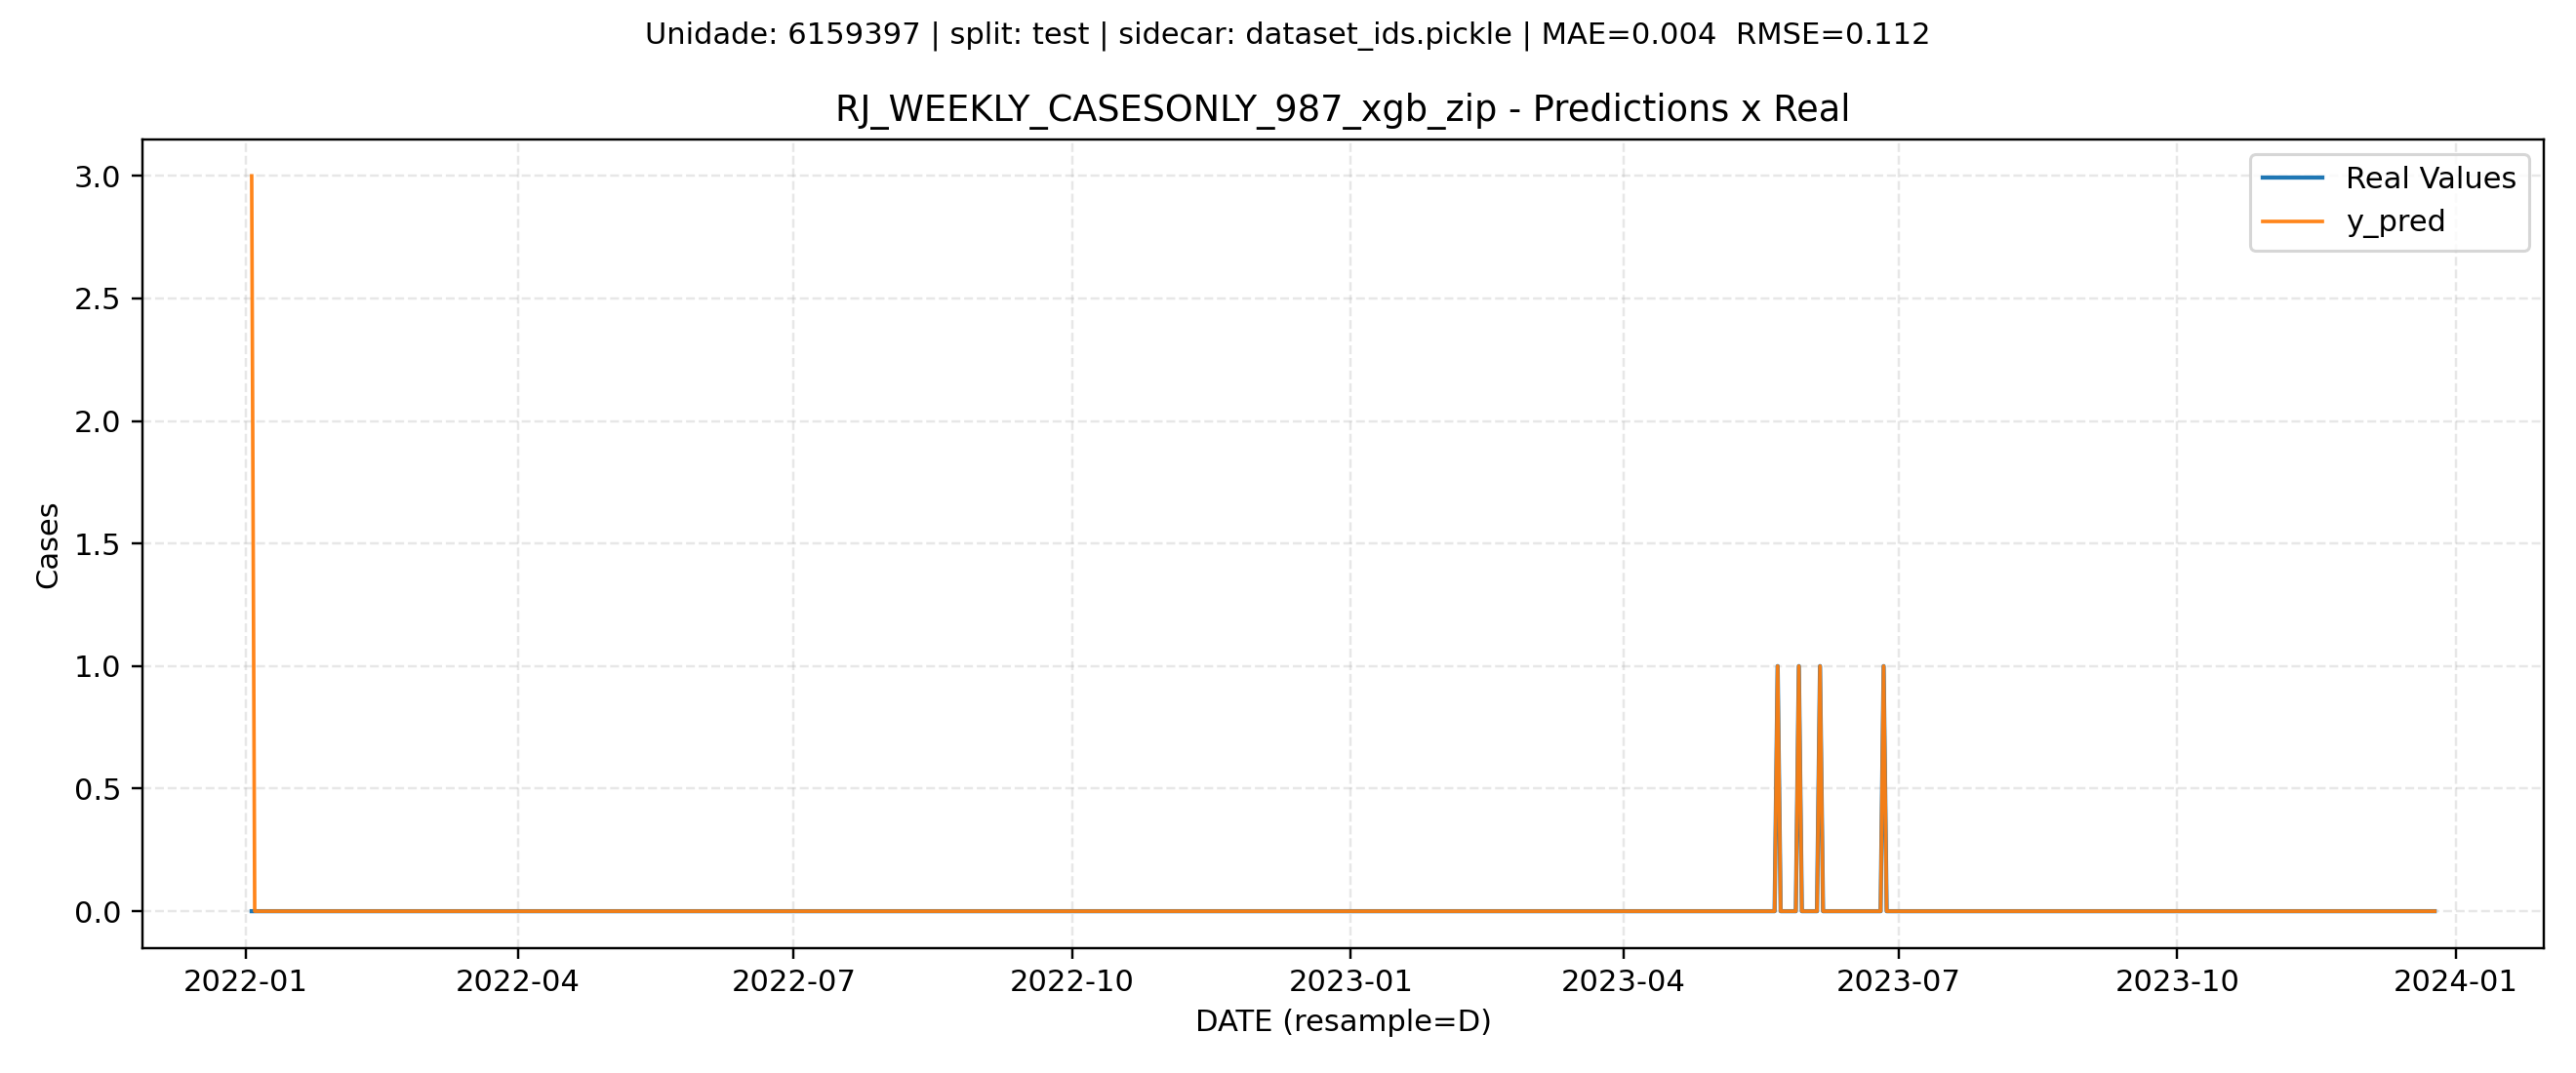 Unidade: 6159397 | split: test | sidecar: dataset_ids.pickle | MAE=0.004  RMSE=0.112
RJ_WEEKLY_CASESONLY_987_xgb_zip - Predictions x Real
Real Values
y_pred
Cases
3.0
2.5
2.0
1.5
1.0
0.5
0.0
2022-01 2022-04 2022-07 2022-10 2023-01 2023-04 2023-07 2023-10 2024-01
DATE (resample=D)